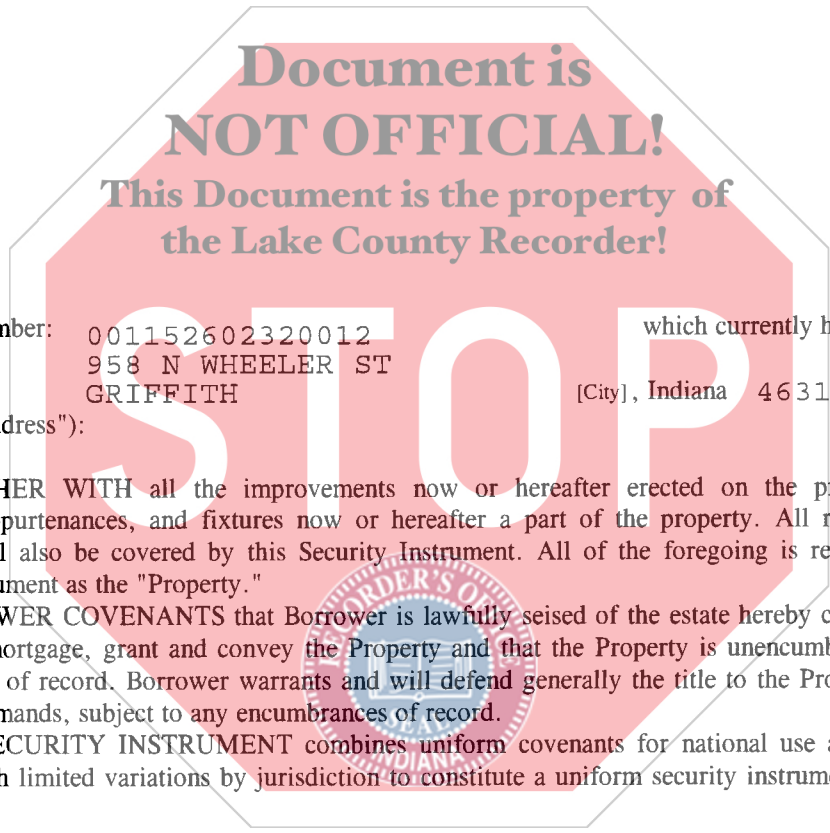 Document is
NOT OFFICIAL!
This Document is the property of
the Lake County Recorder!
STOP
mber: 001152602320012 which currently h
958 N WHEELER ST
GRIFFITH [City], Indiana 4631
dress"):
HER WITH all the improvements now or hereafter erected on the p
purtenances, and fixtures now or hereafter a part of the property. All r
l also be covered by this Security Instrument. All of the foregoing is re
ument as the "Property."
WER COVENANTS that Borrower is lawfully seised of the estate hereby c
nortgage, grant and convey the Property and that the Property is unencumb
of record. Borrower warrants and will defend generally the title to the Pro
mands, subject to any encumbrances of record.
ECURITY INSTRUMENT combines uniform covenants for national use a
h limited variations by jurisdiction to constitute a uniform security instrume
RECORDER'S OFFICE
SEAL
INDIANA